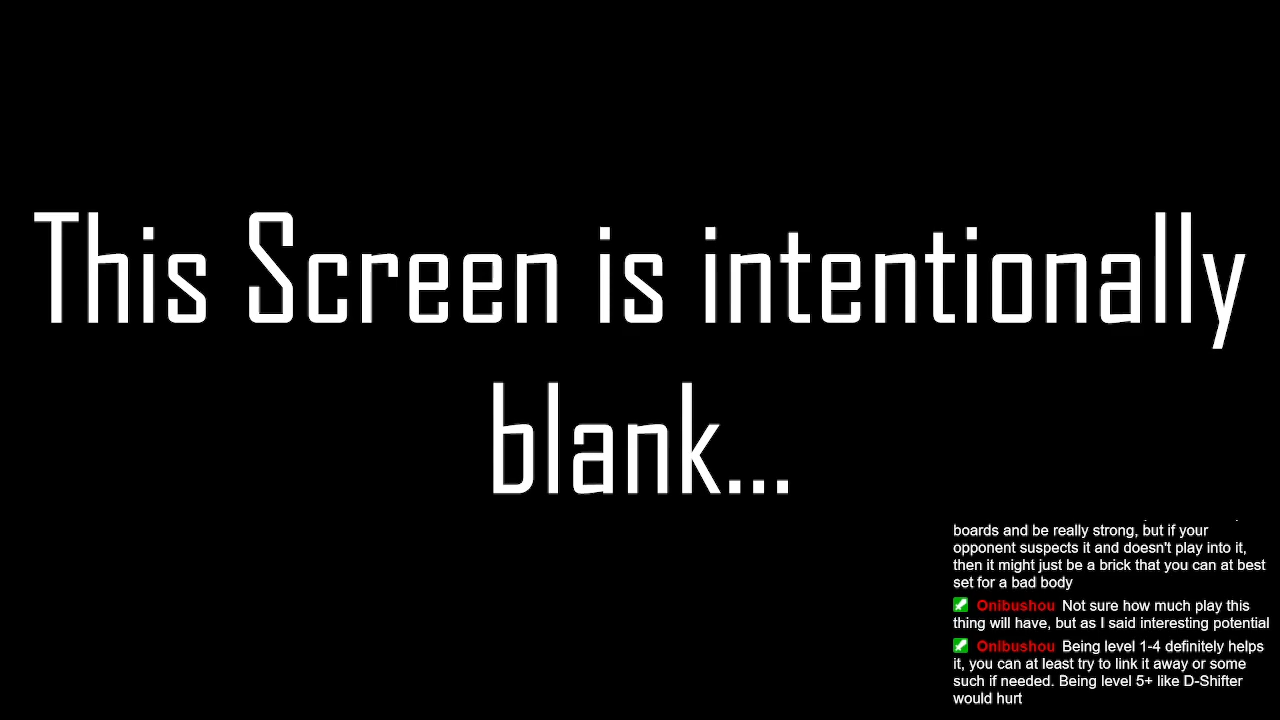 This Screen is intentionally
blank...
boards and be really strong, but if your
opponent suspects it and doesn't play into it,
then it might just be a brick that you can at best
set for a bad body
Onibushou Not sure how much play this
thing will have, but as I said interesting potential
Onibushou Being level 1-4 definitely helps
it, you can at least try to link it away or some
such if needed. Being level 5+ like D-Shifter
would hurt